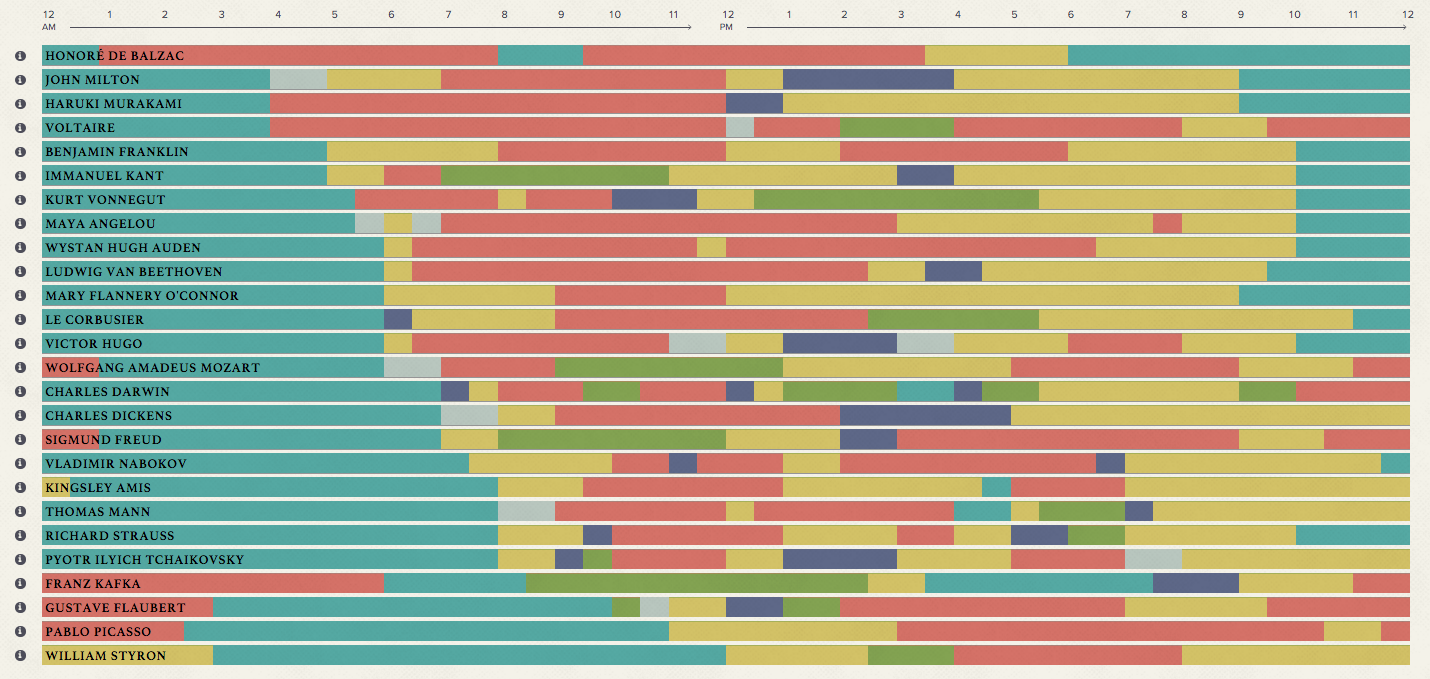 12 1 2 3 4 5 6 7 8 9 10 11 12 1 2 3 4 5 6 7 8 9 10 11 12
AM PM
HONORÉ DE BALZAC
JOHN MILTON
HARUKI MURAKAMI
VOLTAIRE
BENJAMIN FRANKLIN
IMMANUEL KANT
KURT VONNEGUT
MAYA ANGELOU
WYSTAN HUGH AUDEN
LUDWIG VAN BEETHOVEN
MARY FLANNERY O'CONNOR
LE CORBUSIER
VICTOR HUGO
WOLFGANG AMADEUS MOZART
CHARLES DARWIN
CHARLES DICKENS
SIGMUND FREUD
VLADIMIR NABOKOV
KINGSLEY AMIS
THOMAS MANN
RICHARD STRAUSS
PYOTR ILYICH TCHAIKOVSKY
FRANZ KAFKA
GUSTAVE FLAUBERT
PABLO PICASSO
WILLIAM STYRON